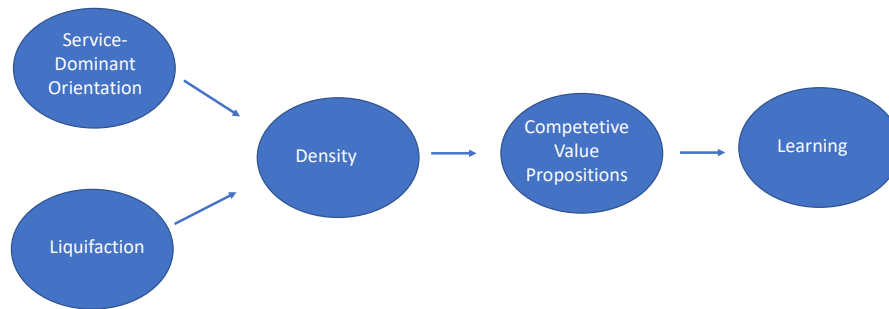 Service-
Dominant
Orientation
Liquifaction
Density
Competetive
Value
Propositions
Learning